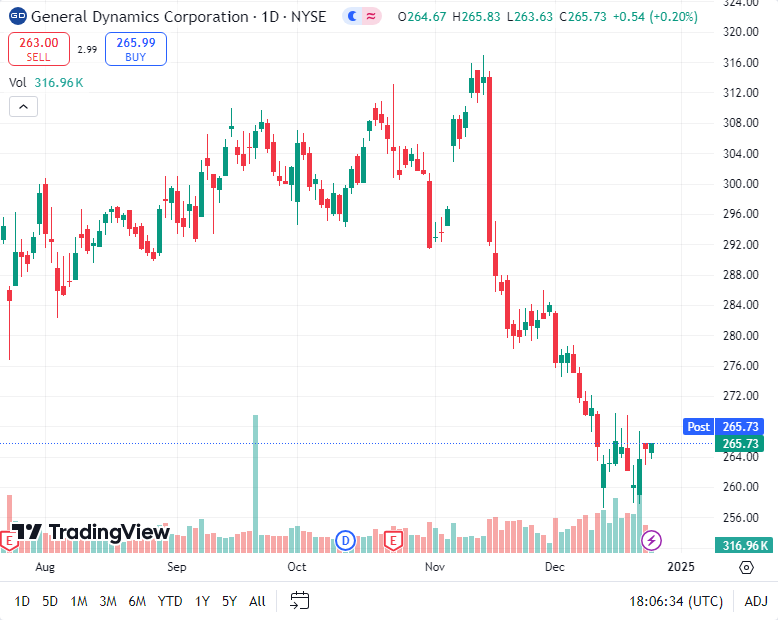 324.00
GD General Dynamics Corporation · 1D · NYSE ≈ O264.67 H265.83 L263.63 C265.73 +0.54 (+0.20%)
320.00
263.00 2.99 265.99
SELL BUY
316.00
Vol 316.96K
312.00
308.00
304.00
300.00
296.00
292.00
288.00
284.00
280.00
276.00
272.00
Post 265.73
265.73
264.00
260.00
256.00
TradingView
E D E
316.96K
Aug Sep Oct Nov Dec 2025
1D 5D 1M 3M 6M YTD 1Y 5Y All 18:06:34 (UTC) ADJ